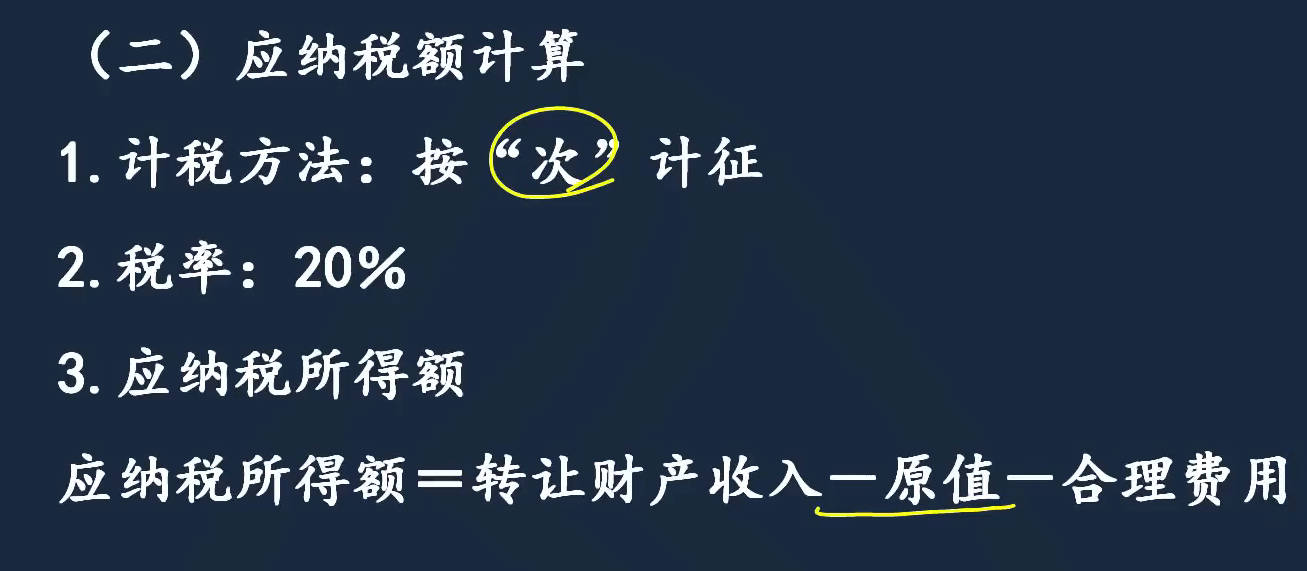 （二）应纳税额计算
1.计税方法：按“次”计征
2.税率：20%
3.应纳税所得额
应纳税所得额＝转让财产收入－原值－合理费用